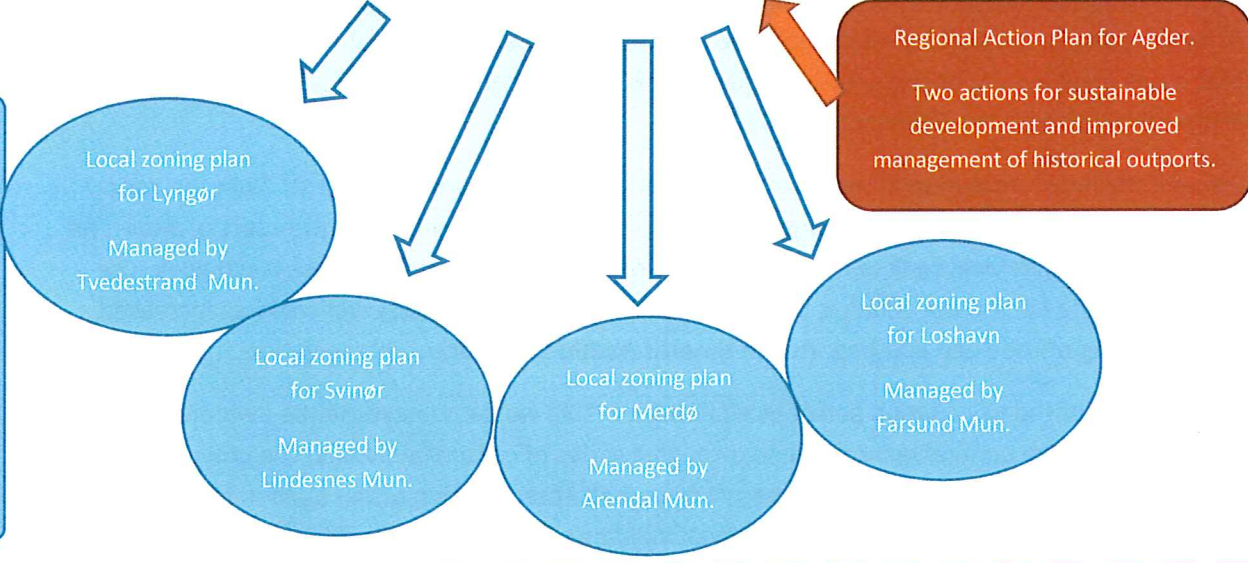 Regional Action Plan for Agder.
Two actions for sustainable
development and improved
management of historical outports.
Local zoning plan
for Lyngør
Managed by
Tvedestrand Mun.
Local zoning plan
for Svinør
Managed by
Lindesnes Mun.
Local zoning plan
for Merdø
Managed by
Arendal Mun.
Local zoning plan
for Loshavn
Managed by
Farsund Mun.